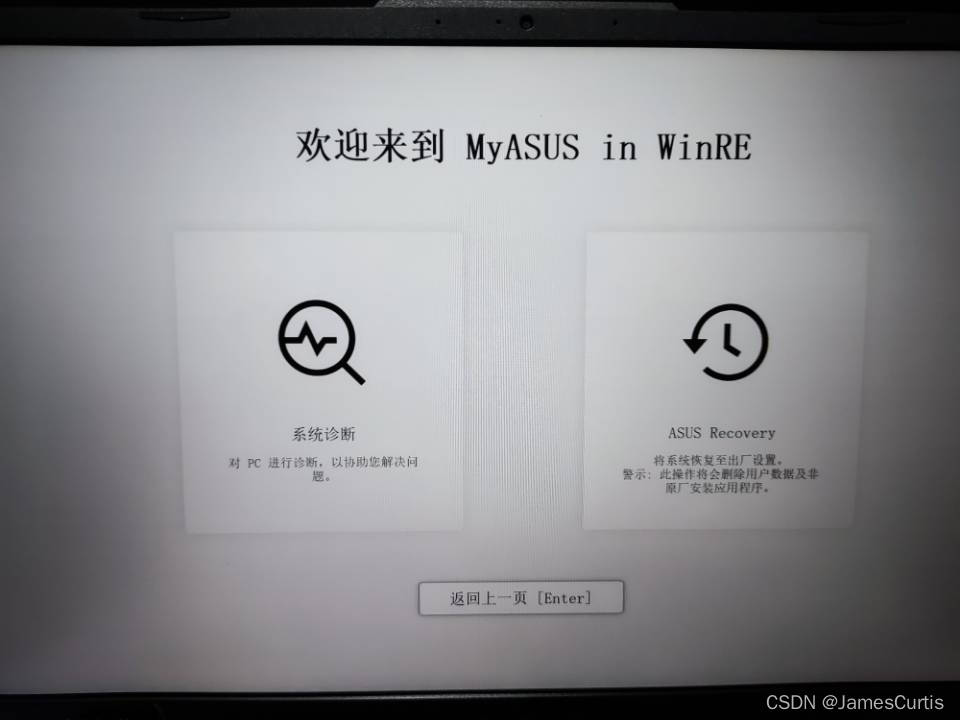 欢迎来到 MyASUS in WinRE
系统诊断
对 PC 进行诊断，以协助您解决问
题。
ASUS Recovery
将系统恢复至出厂设置。
警示: 此操作将会删除用户数据及非
原厂安装应用程序。
返回上一页 [Enter]
CSDN @JamesCurtis